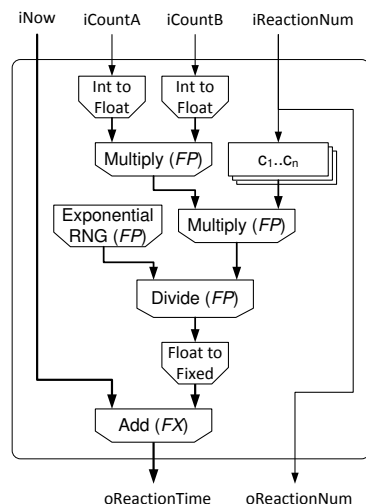 iNow iCountA iCountB iReactionNum
Int to Float
Int to Float
Multiply (FP)
c₁..cₙ
Exponential RNG (FP)
Multiply (FP)
Divide (FP)
Float to Fixed
Add (FX)
oReactionTime oReactionNum